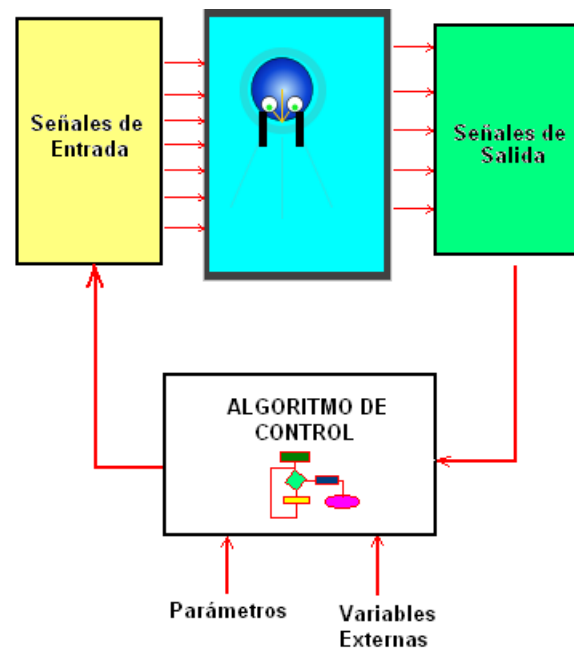 Señales de
Entrada
Señales de
Salida
ALGORITMO DE
CONTROL
Parámetros
Variables
Externas